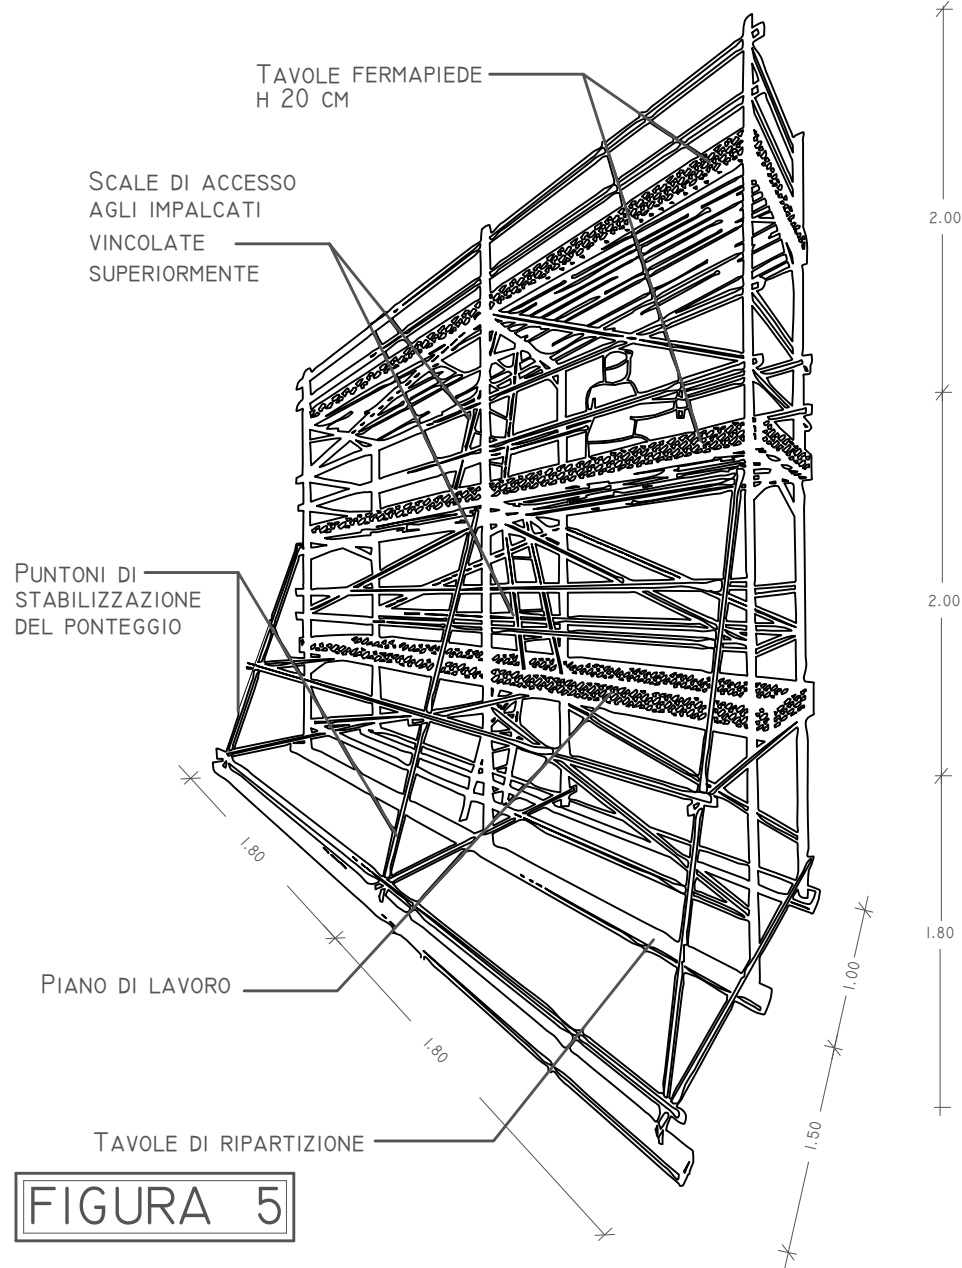 TAVOLE FERMAPIEDE
H 20 CM
SCALE DI ACCESSO
AGLI IMPALCATI
VINCOLATE
SUPERIORMENTE
2.00
PUNTONI DI
STABILIZZAZIONE
DEL PONTEGGIO
2.00
1.80
1.80
PIANO DI LAVORO
1.00
1.80
TAVOLE DI RIPARTIZIONE
1.50
FIGURA 5